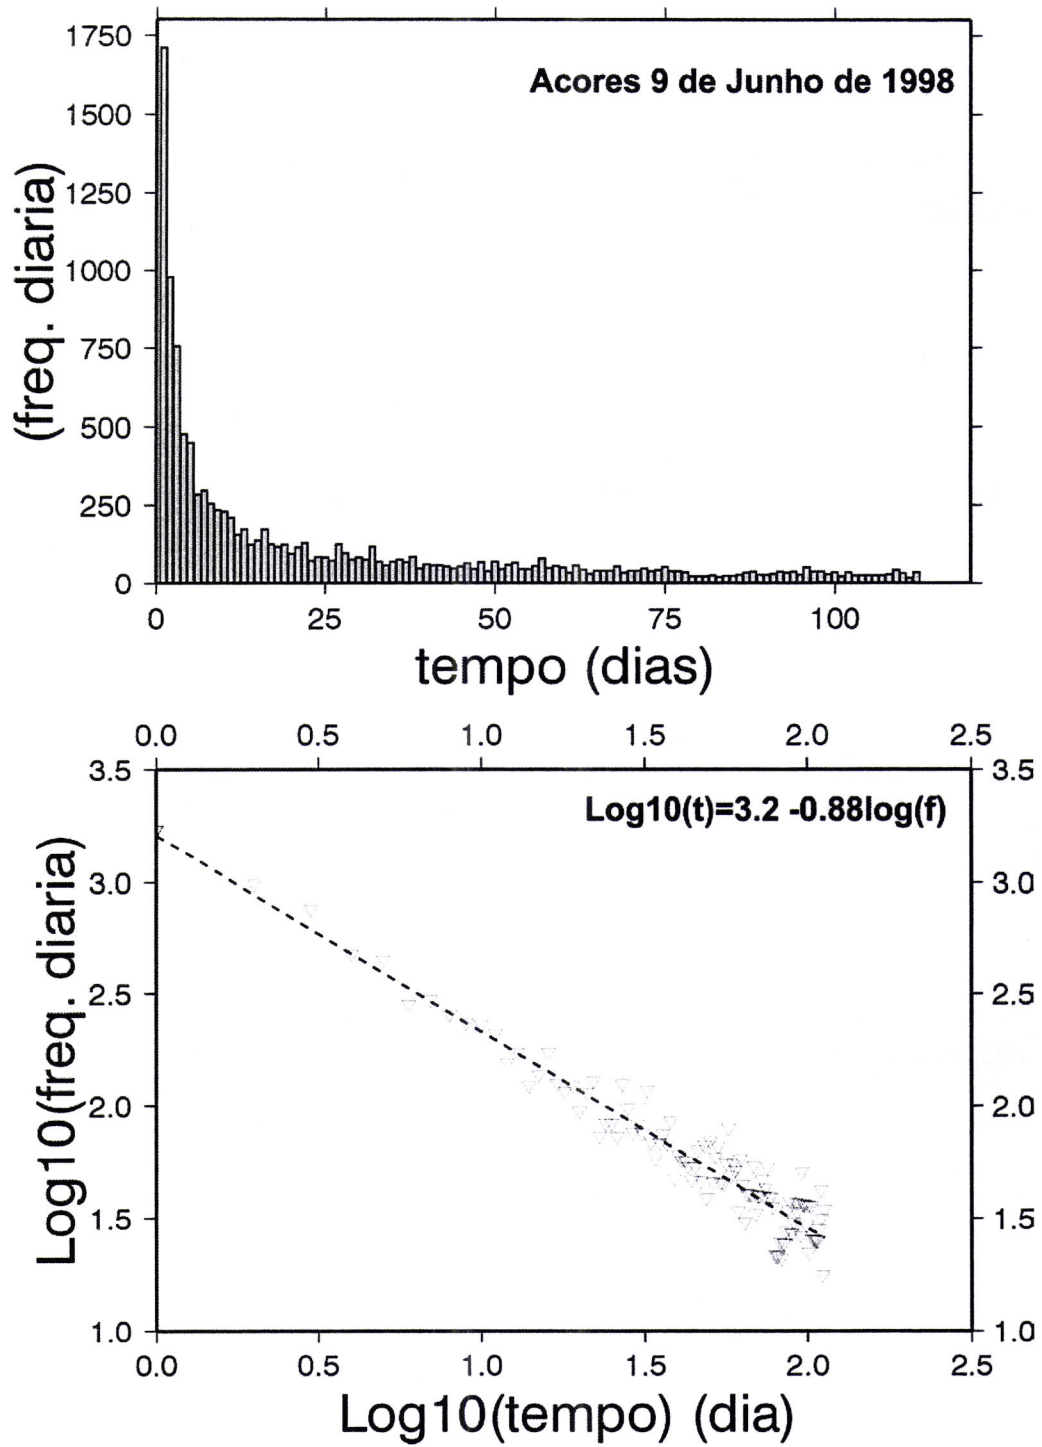 1750
1500
1250
1000
750
500
250
0
(freq. diaria)
Acores 9 de Junho de 1998
0 25 50 75 100
tempo (dias)
0.0 0.5 1.0 1.5 2.0 2.5
3.5 3.5
3.0 3.0
2.5 2.5
2.0 2.0
1.5 1.5
1.0 1.0
Log10(freq. diaria)
Log10(t)=3.2 -0.88log(f)
0.0 0.5 1.0 1.5 2.0 2.5
Log10(tempo) (dia)